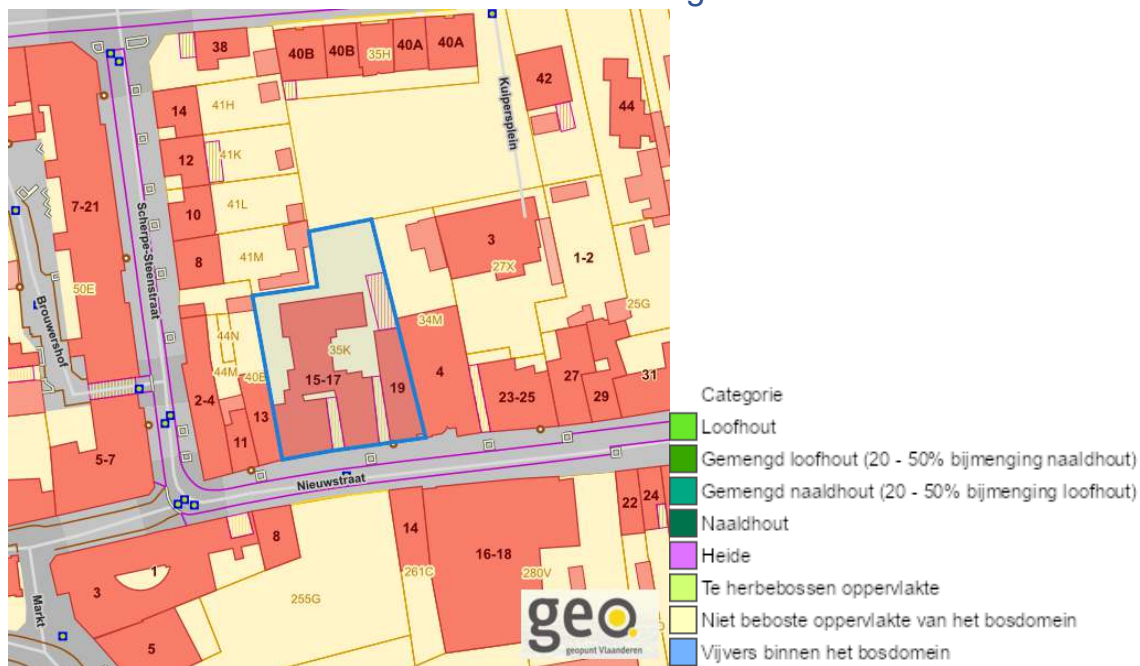 38
40B
40B
35H
40A
40A
42
44
Kuipersplein
14
41H
12
41K
10
41L
8
41M
7-21
50E
Scherpe-Steenstraat
Brouwershof
3
27X
1-2
25G
34M
44N
44M
40E
35K
15-17
19
4
2-4
11
13
23-25
27
29
31
5-7
Nieuwstraat
8
14
16-18
22
24
261C
280V
255G
3
1
5
Markt
geo
geopunt Vlaanderen
Categorie
Loofhout
Gemengd loofhout (20 - 50% bijmenging naaldhout)
Gemengd naaldhout (20 - 50% bijmenging loofhout)
Naaldhout
Heide
Te herbebossen oppervlakte
Niet beboste oppervlakte van het bosdomein
Vijvers binnen het bosdomein